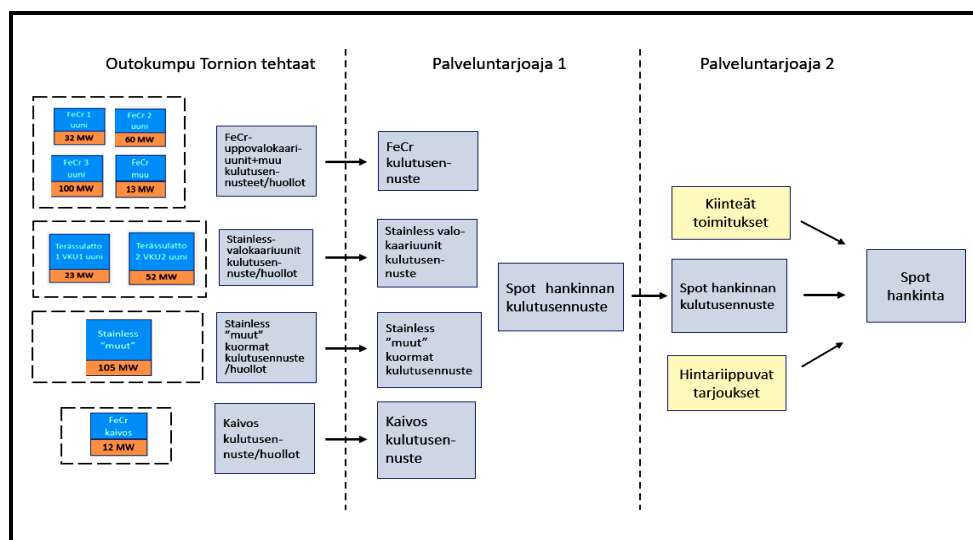 Outokumpu Tornion tehtaat
Palveluntarjoaja 1
Palveluntarjoaja 2
FeCr 1
uuni
32 MW
FeCr 2
uuni
60 MW
FeCr 3
uuni
100 MW
FeCr
muu
13 MW
FeCr-
uppovalokaari-
uunit+muu
kulutusen-
nusteet/huollot
FeCr
kulutusen-
nuste
Terässulatto
1 VKU1 uuni
23 MW
Terässulatto
2 VKU2 uuni
52 MW
Stainless-
valokaariuunit
kulutusen-
nuste/huollot
Stainless valo-
kaariuunit
kulutusen-
nuste
Stainless
"muut"
105 MW
Stainless
"muut"
kuormat
kulutusennuste
/huollot
Stainless
"muut"
kuormat
kulutusennuste
FeCr
kaivos
12 MW
Kaivos
kulutusen-
nuste/huollot
Kaivos
kulutusen-
nuste
Spot hankinnan
kulutusennuste
Kiinteät
toimitukset
Spot hankinnan
kulutusennuste
Hintariippuvat
tarjoukset
Spot
hankinta